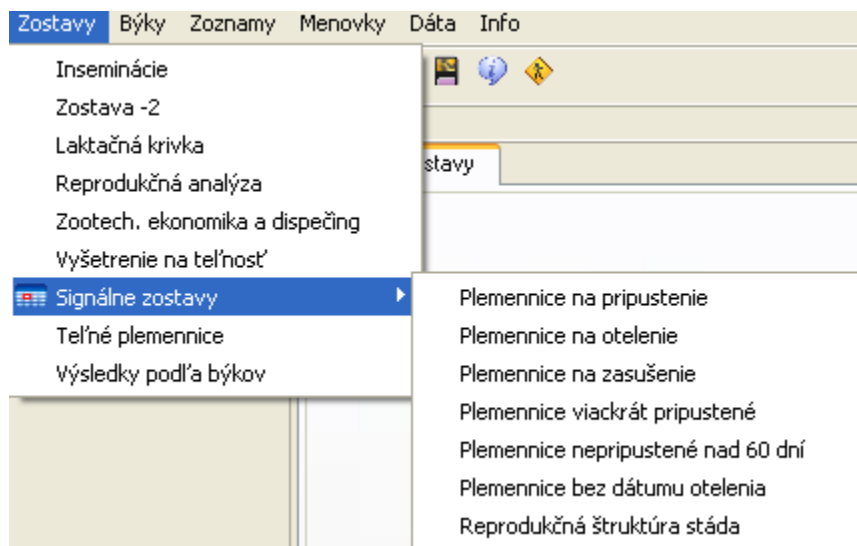 Zostavy Býky Zoznamy Menovky Dáta Info
Inseminácie
Zostava -2
Laktačná krivka
Reprodukčná analýza
Zootech. ekonomika a dispečing
Vyšetrenie na teľnosť
Signálne zostavy
Teľné plemennice
Výsledky podľa býkov
stavy
Plemennice na pripustenie
Plemennice na otelenie
Plemennice na zasušenie
Plemennice viackrát pripustené
Plemennice nepripustené nad 60 dní
Plemennice bez dátumu otelenia
Reprodukčná štruktúra stáda